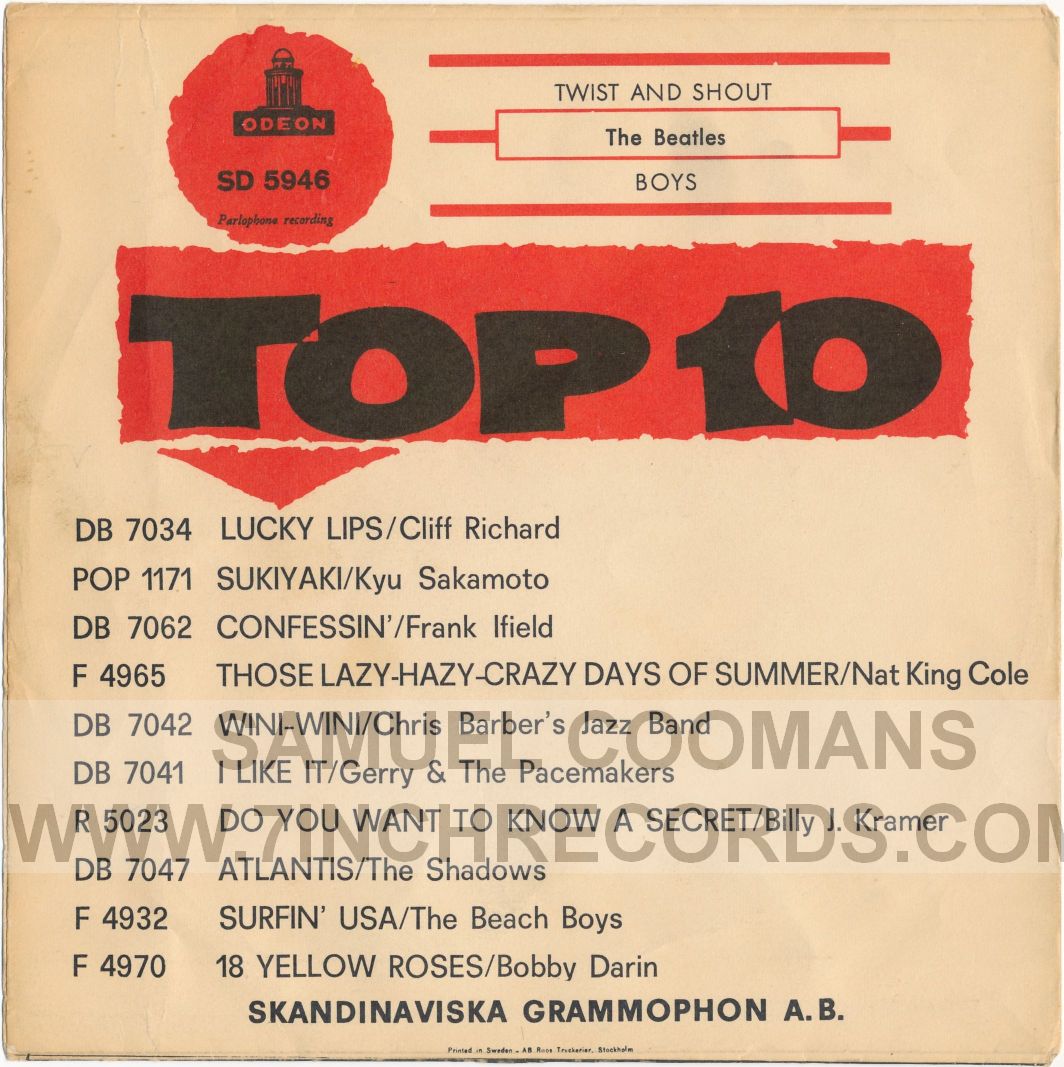 ODEON
SD 5946
Parlophone recording
TWIST AND SHOUT
The Beatles
BOYS
TOP 10
DB 7034 LUCKY LIPS/Cliff Richard
POP 1171 SUKIYAKI/Kyu Sakamoto
DB 7062 CONFESSIN'/Frank Ifield
F 4965 THOSE LAZY-HAZY-CRAZY DAYS OF SUMMER/Nat King Cole
DB 7042 WINI-WINI/Chris Barber's Jazz Band
SAMUEL COOMANS
DB 7041 I LIKE IT/Gerry & The Pacemakers
R 5023 DO YOU WANT TO KNOW A SECRET/Billy J. Kramer
WWW.7INCHRECORDS.COM
DB 7047 ATLANTIS/The Shadows
F 4932 SURFIN' USA/The Beach Boys
F 4970 18 YELLOW ROSES/Bobby Darin
SKANDINAVISKA GRAMMOPHON A.B.
Printed in Sweden - AB Roos Tryckerier, Stockholm